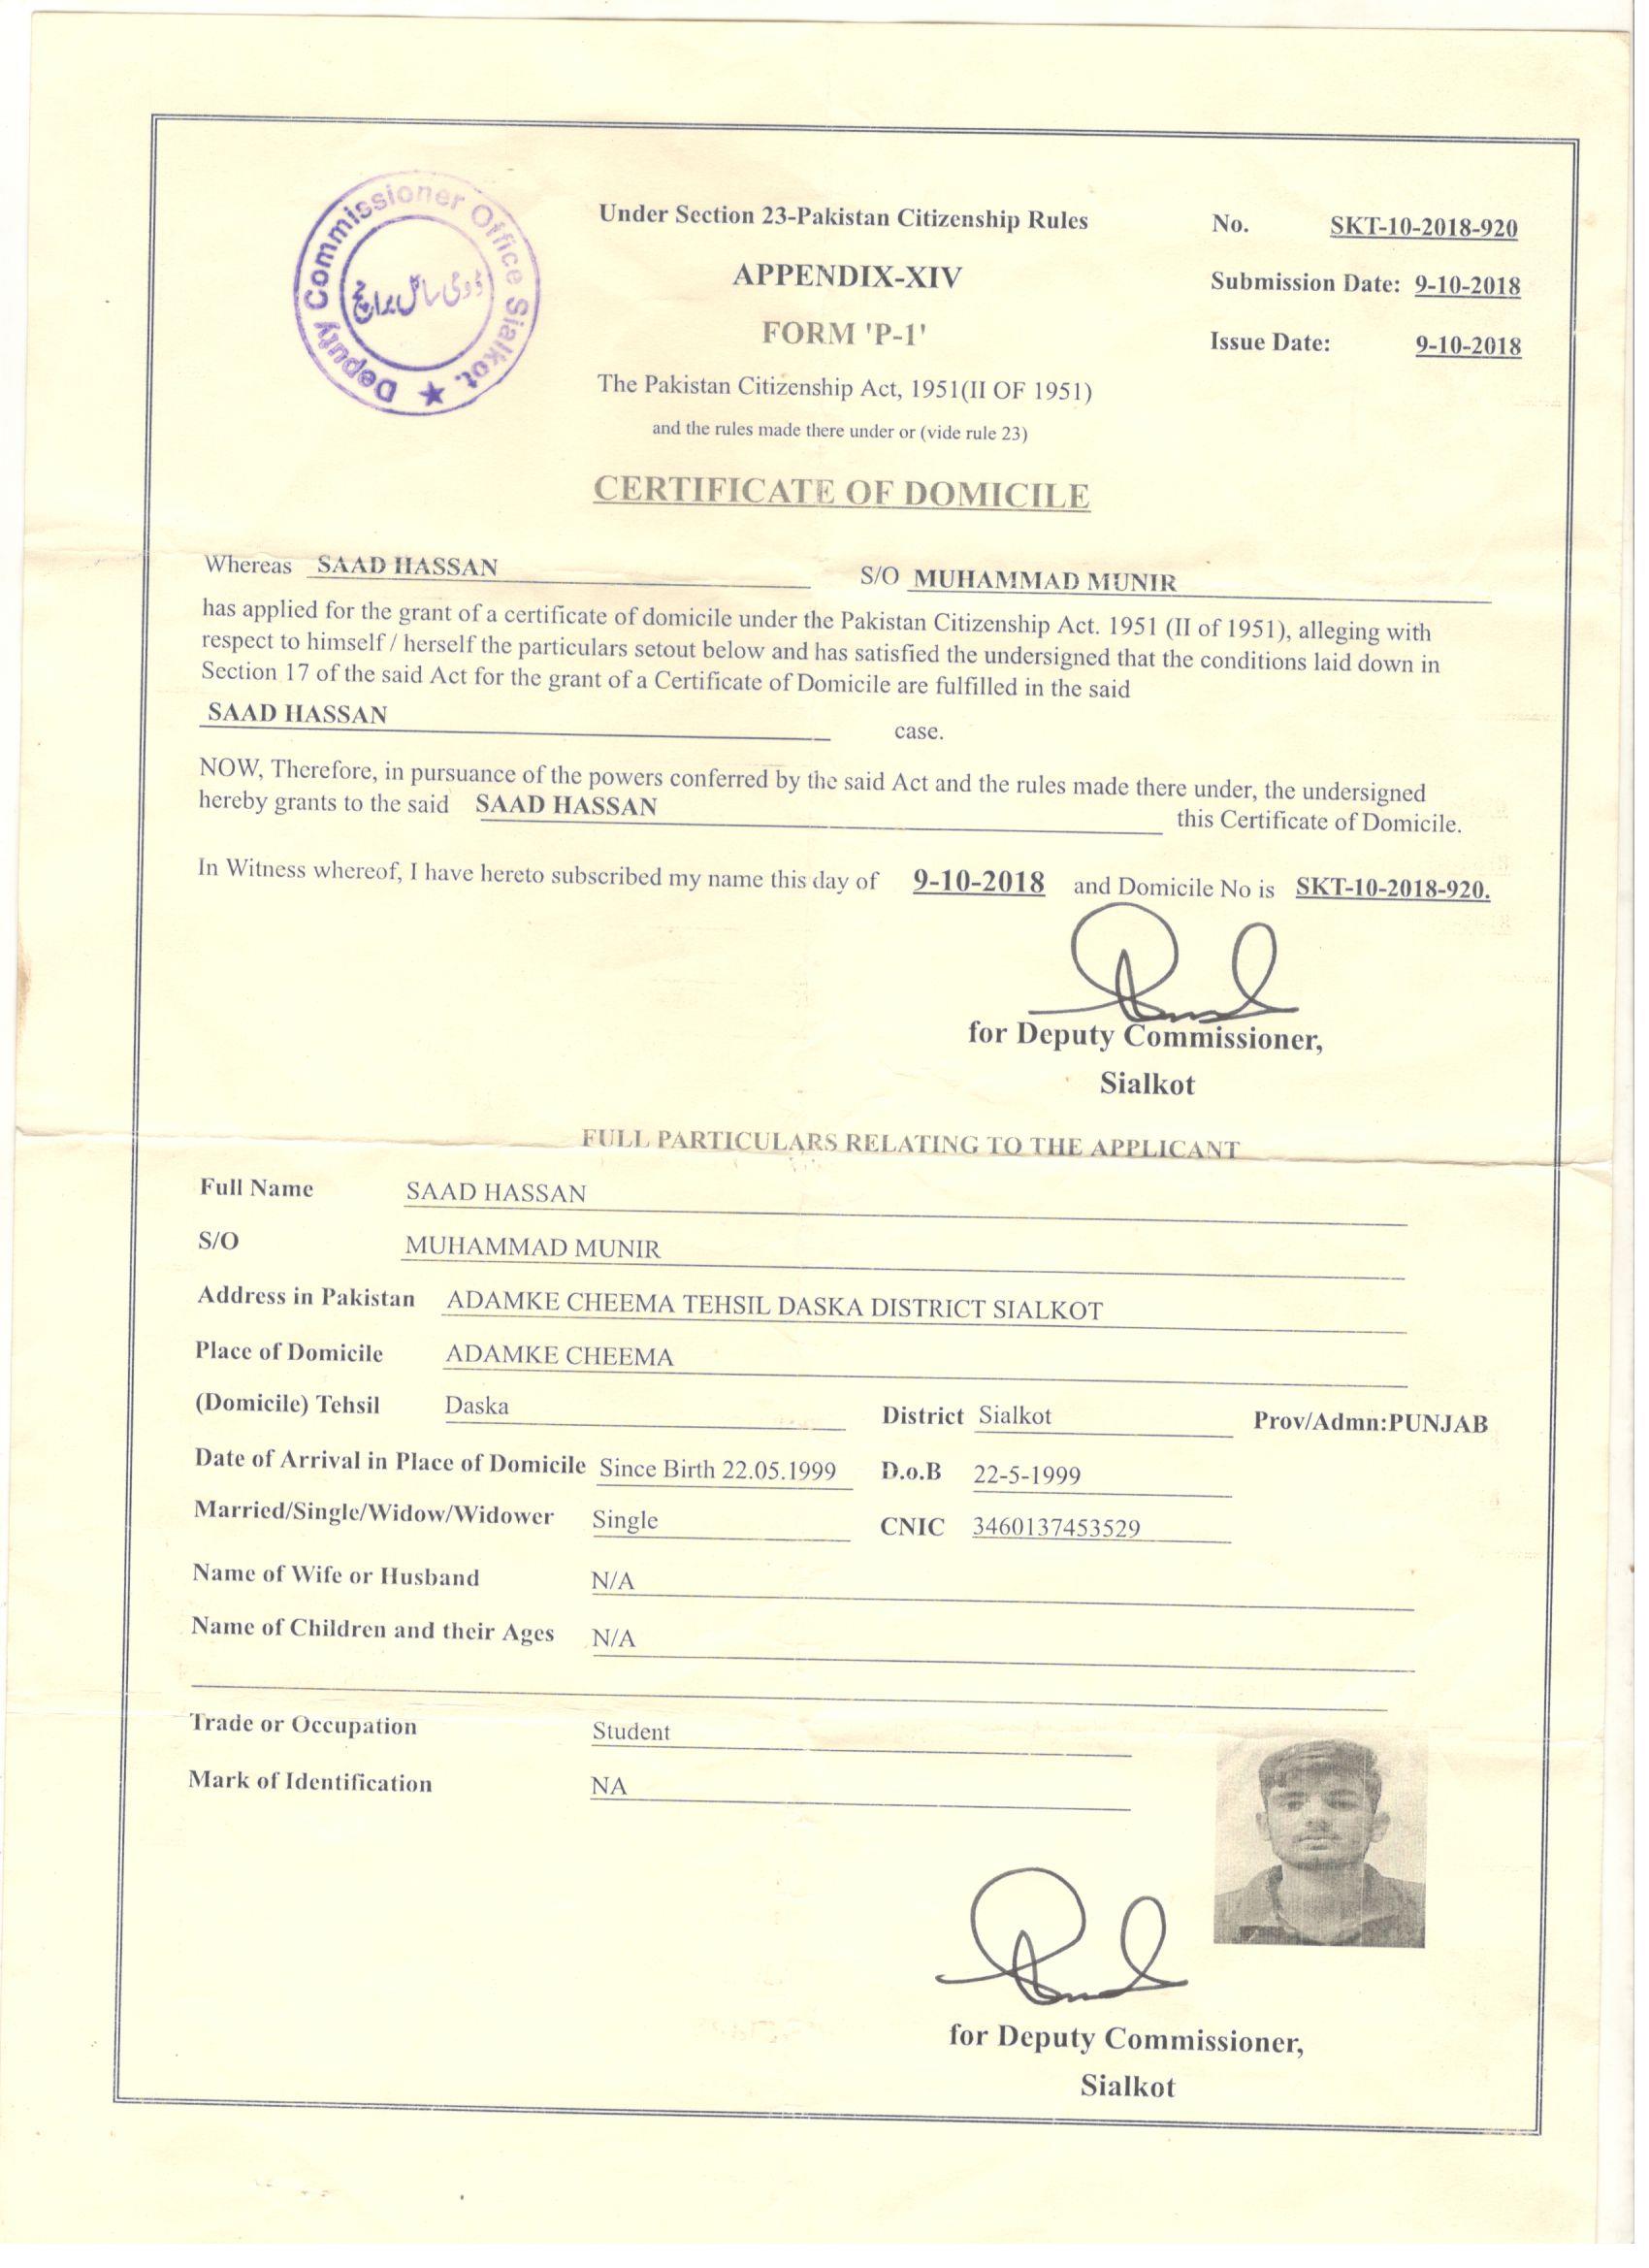 Deputy Commissioner Office Sialkot.
ڈومی سائل برانچ
Under Section 23-Pakistan Citizenship Rules
No. SKT-10-2018-920
APPENDIX-XIV
Submission Date: 9-10-2018
FORM 'P-1'
Issue Date: 9-10-2018
The Pakistan Citizenship Act, 1951(II OF 1951)
and the rules made there under or (vide rule 23)
CERTIFICATE OF DOMICILE
Whereas SAAD HASSAN S/O MUHAMMAD MUNIR
has applied for the grant of a certificate of domicile under the Pakistan Citizenship Act. 1951 (II of 1951), alleging with
respect to himself / herself the particulars setout below and has satisfied the undersigned that the conditions laid down in
Section 17 of the said Act for the grant of a Certificate of Domicile are fulfilled in the said
SAAD HASSAN case.
NOW, Therefore, in pursuance of the powers conferred by the said Act and the rules made there under, the undersigned
hereby grants to the said SAAD HASSAN this Certificate of Domicile.
In Witness whereof, I have hereto subscribed my name this day of 9-10-2018 and Domicile No is SKT-10-2018-920.
for Deputy Commissioner,
Sialkot
FULL PARTICULARS RELATING TO THE APPLICANT
Full Name SAAD HASSAN
S/O MUHAMMAD MUNIR
Address in Pakistan ADAMKE CHEEMA TEHSIL DASKA DISTRICT SIALKOT
Place of Domicile ADAMKE CHEEMA
(Domicile) Tehsil Daska District Sialkot Prov/Admn:PUNJAB
Date of Arrival in Place of Domicile Since Birth 22.05.1999 D.o.B 22-5-1999
Married/Single/Widow/Widower Single CNIC 3460137453529
Name of Wife or Husband N/A
Name of Children and their Ages N/A
Trade or Occupation Student
Mark of Identification NA
for Deputy Commissioner,
Sialkot